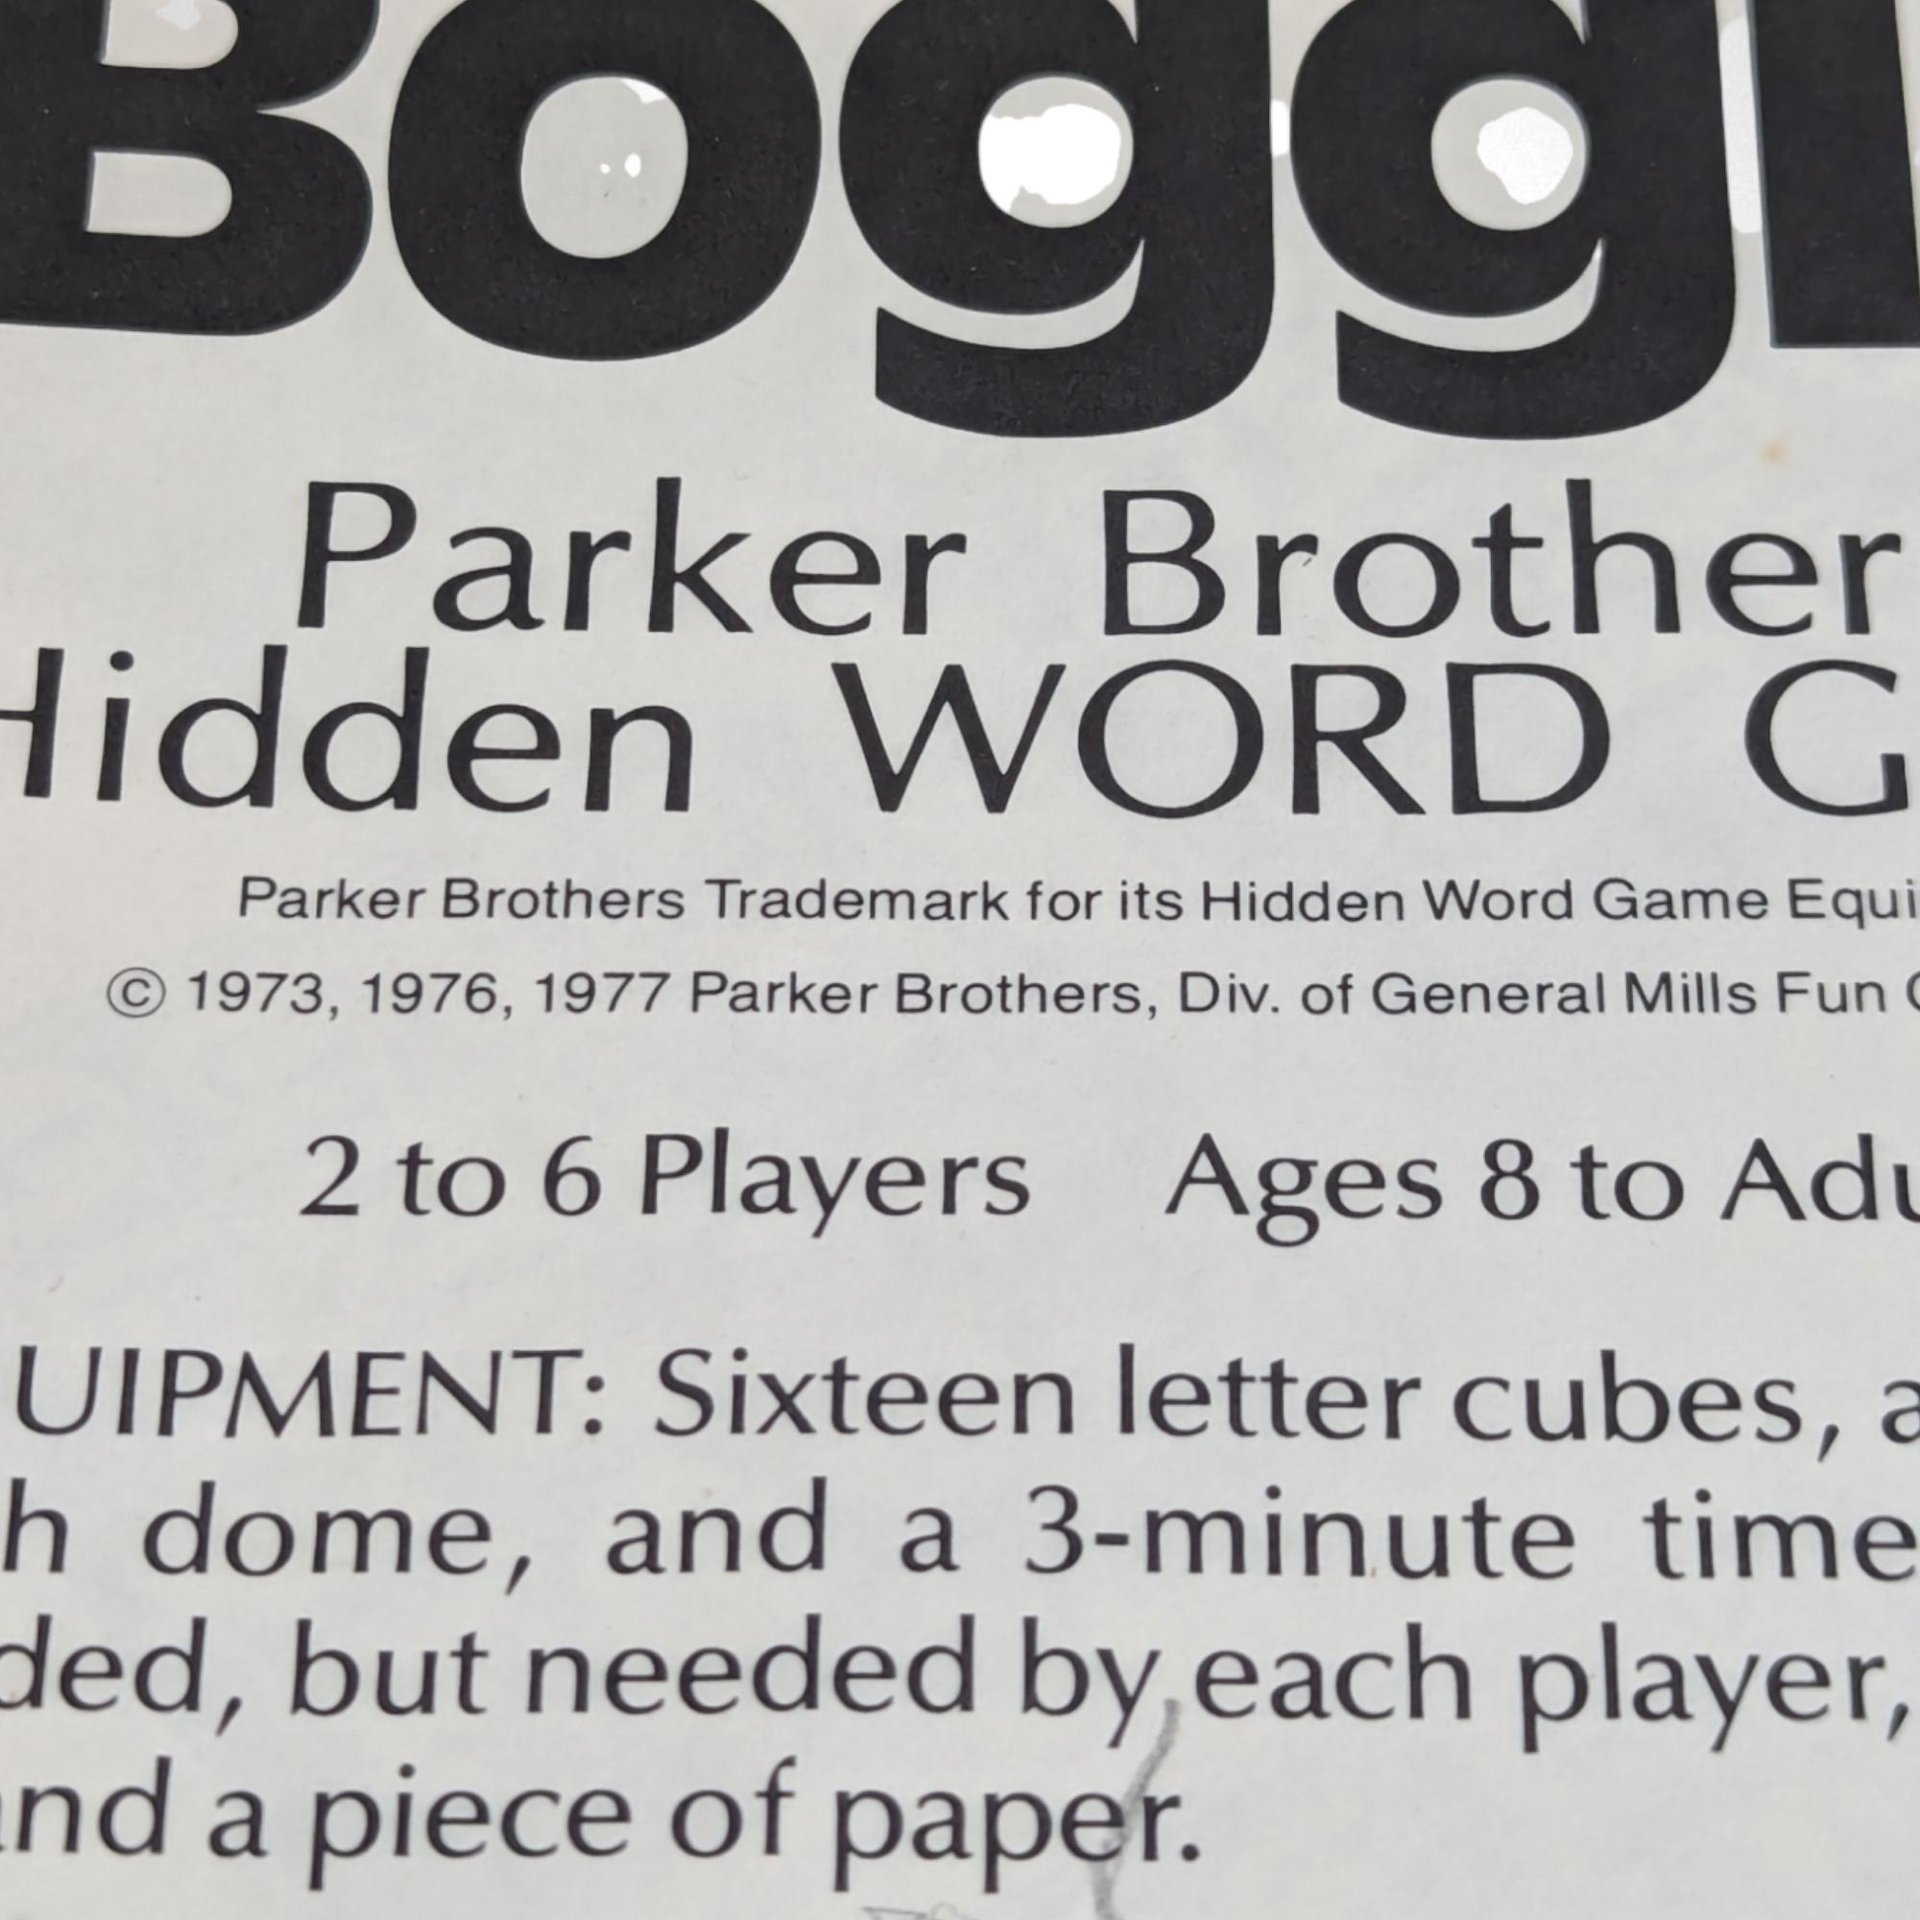 Boggl
Parker Brother
Hidden WORD G
Parker Brothers Trademark for its Hidden Word Game Equi
© 1973, 1976, 1977 Parker Brothers, Div. of General Mills Fun
2 to 6 Players Ages 8 to Adu
UIPMENT: Sixteen letter cubes, a
h dome, and a 3-minute time
ded, but needed by each player,
and a piece of paper.